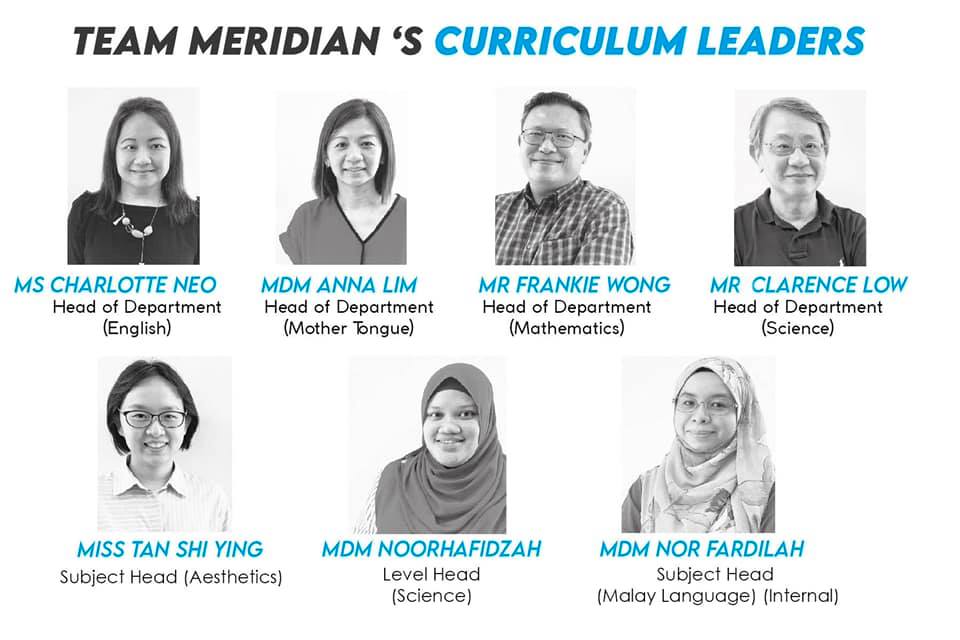 TEAM MERIDIAN ‘S CURRICULUM LEADERS
MS CHARLOTTE NEO
Head of Department
(English)
MDM ANNA LIM
Head of Department
(Mother Tongue)
MR FRANKIE WONG
Head of Department
(Mathematics)
MR CLARENCE LOW
Head of Department
(Science)
MISS TAN SHI YING
Subject Head (Aesthetics)
MDM NOORHAFIDZAH
Level Head
(Science)
MDM NOR FARDILAH
Subject Head
(Malay Language) (Internal)